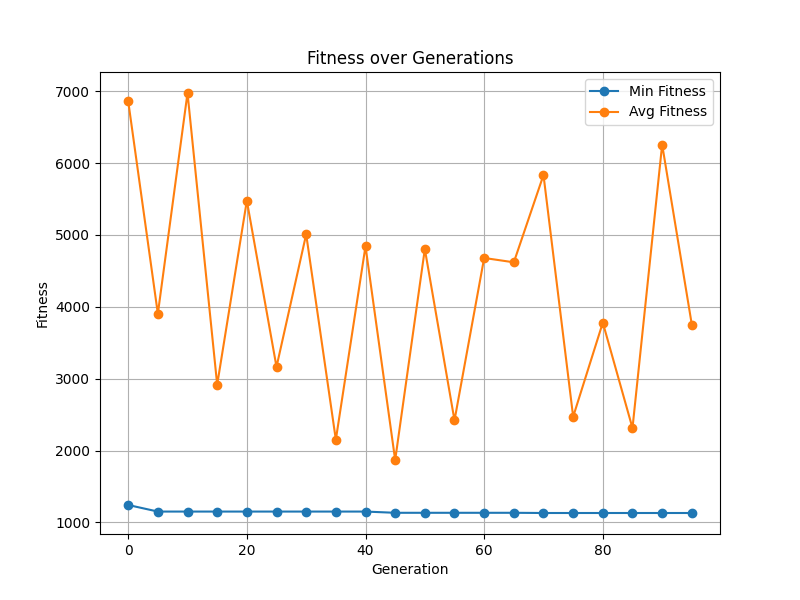 Fitness over Generations
Min Fitness
Avg Fitness
7000
6000
5000
4000
3000
2000
1000
Fitness
0 20 40 60 80
Generation